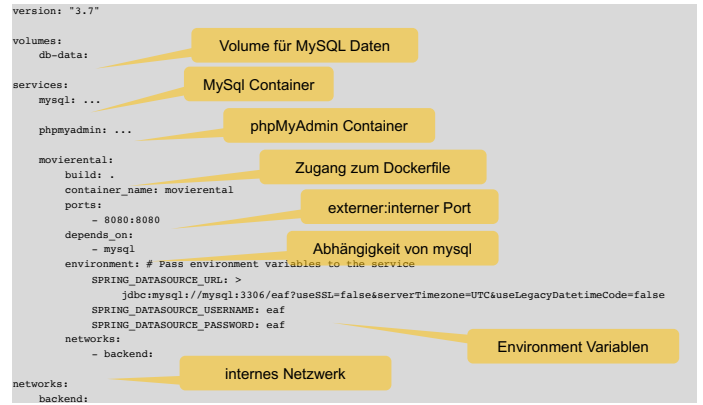 version: "3.7"
volumes:
db-data:
Volume für MySQL Daten
services:
MySql Container
mysql: ...
phpMyAdmin Container
phpmyadmin: ...
movierental:
Zugang zum Dockerfile
build: .
container_name: movierental
ports:
externer:interner Port
- 8080:8080
depends_on:
Abhängigkeit von mysql
- mysql
environment: # Pass environment variables to the service
SPRING_DATASOURCE_URL: >
jdbc:mysql://mysql:3306/eaf?useSSL=false&serverTimezone=UTC&useLegacyDatetimeCode=false
SPRING_DATASOURCE_USERNAME: eaf
SPRING_DATASOURCE_PASSWORD: eaf
networks:
Environment Variablen
- backend:
internes Netzwerk
networks:
backend: